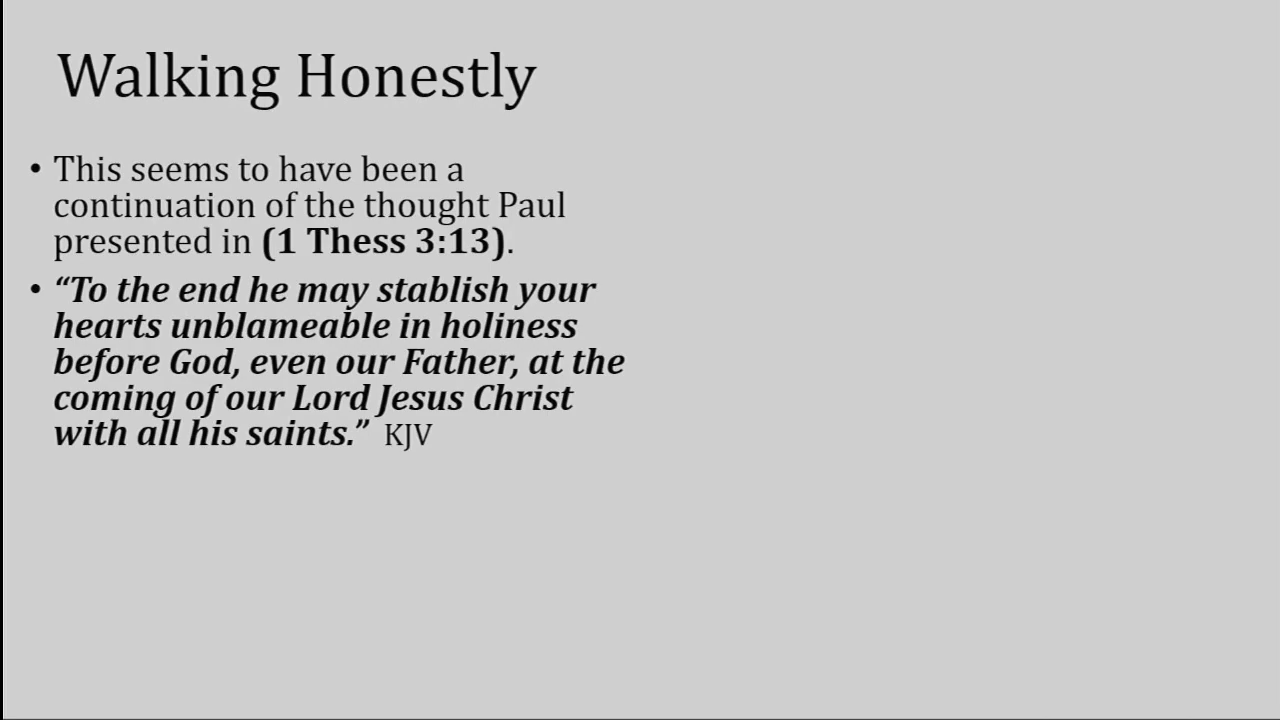 Walking Honestly
• This seems to have been a
continuation of the thought Paul
presented in (1 Thess 3:13).
• “To the end he may stablish your
hearts unblameable in holiness
before God, even our Father, at the
coming of our Lord Jesus Christ
with all his saints.” KJV